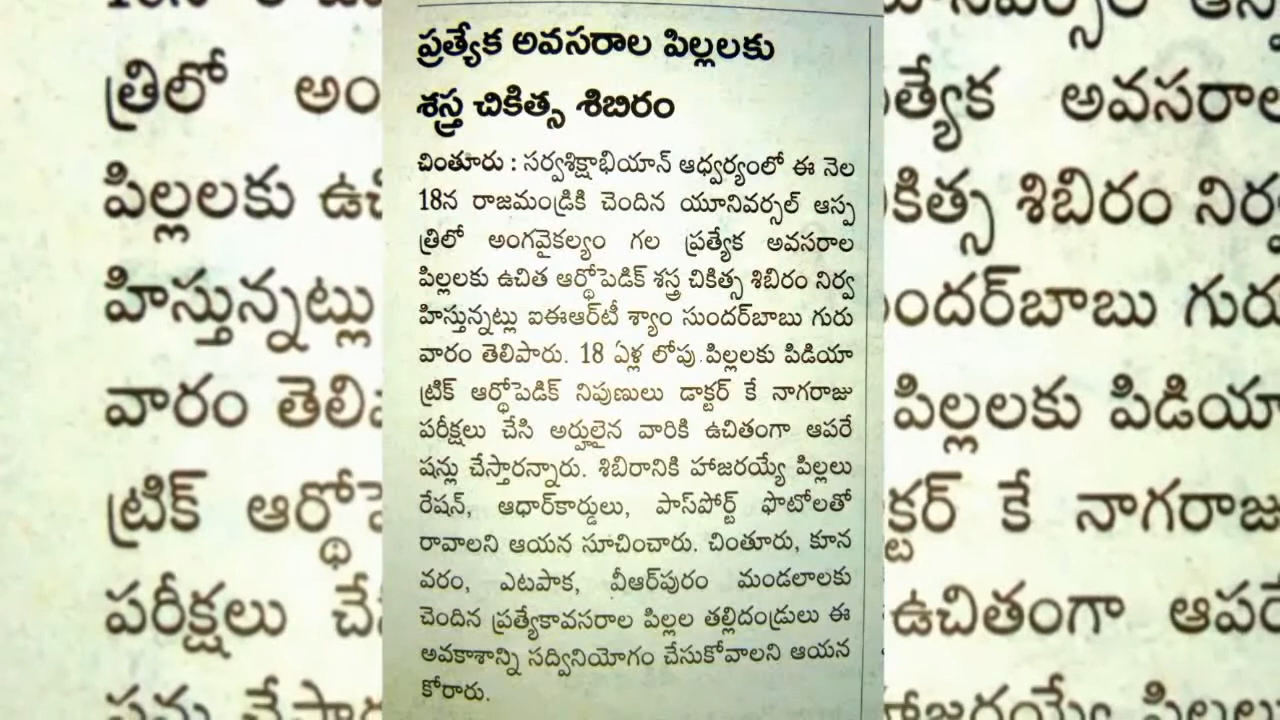 ప్రత్యేక అవసరాల పిల్లలకు
శస్త్ర చికిత్స శిబిరం
చింతూరు : సర్వశిక్షాభియాన్ ఆధ్వర్యంలో ఈ నెల
18న రాజమండ్రికి చెందిన యూనివర్సల్ ఆస్ప
త్రిలో అంగవైకల్యం గల ప్రత్యేక అవసరాల
పిల్లలకు ఉచిత ఆర్థోపెడిక్ శస్త్ర చికిత్స శిబిరం నిర్వ
హిస్తున్నట్లు ఐఈఆర్‌టీ శ్యాం సుందర్‌బాబు గురు
వారం తెలిపారు. 18 ఏళ్ల లోపు పిల్లలకు పిడియా
ట్రిక్ ఆర్థోపెడిక్ నిపుణులు డాక్టర్ కే నాగరాజు
పరీక్షలు చేసి అర్హులైన వారికి ఉచితంగా ఆపరే
షన్లు చేస్తారన్నారు. శిబిరానికి హాజరయ్యే పిల్లలు
రేషన్, ఆధార్‌కార్డులు, పాస్‌పోర్ట్ ఫొటోలతో
రావాలని ఆయన సూచించారు. చింతూరు, కూన
వరం, ఎటపాక, వీఆర్‌పురం మండలాలకు
చెందిన ప్రత్యేకావసరాల పిల్లల తల్లిదండ్రులు ఈ
అవకాశాన్ని సద్వినియోగం చేసుకోవాలని ఆయన
కోరారు.